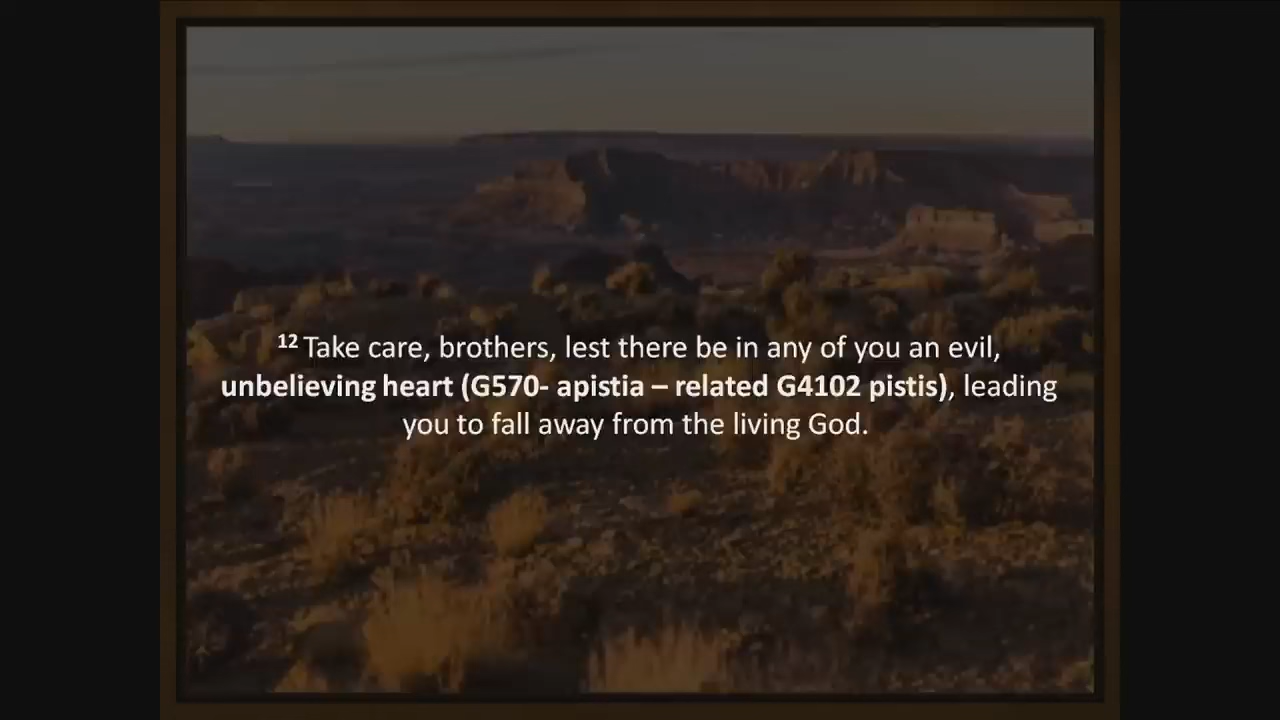 12 Take care, brothers, lest there be in any of you an evil,
unbelieving heart (G570- apistia – related G4102 pistis), leading
you to fall away from the living God.